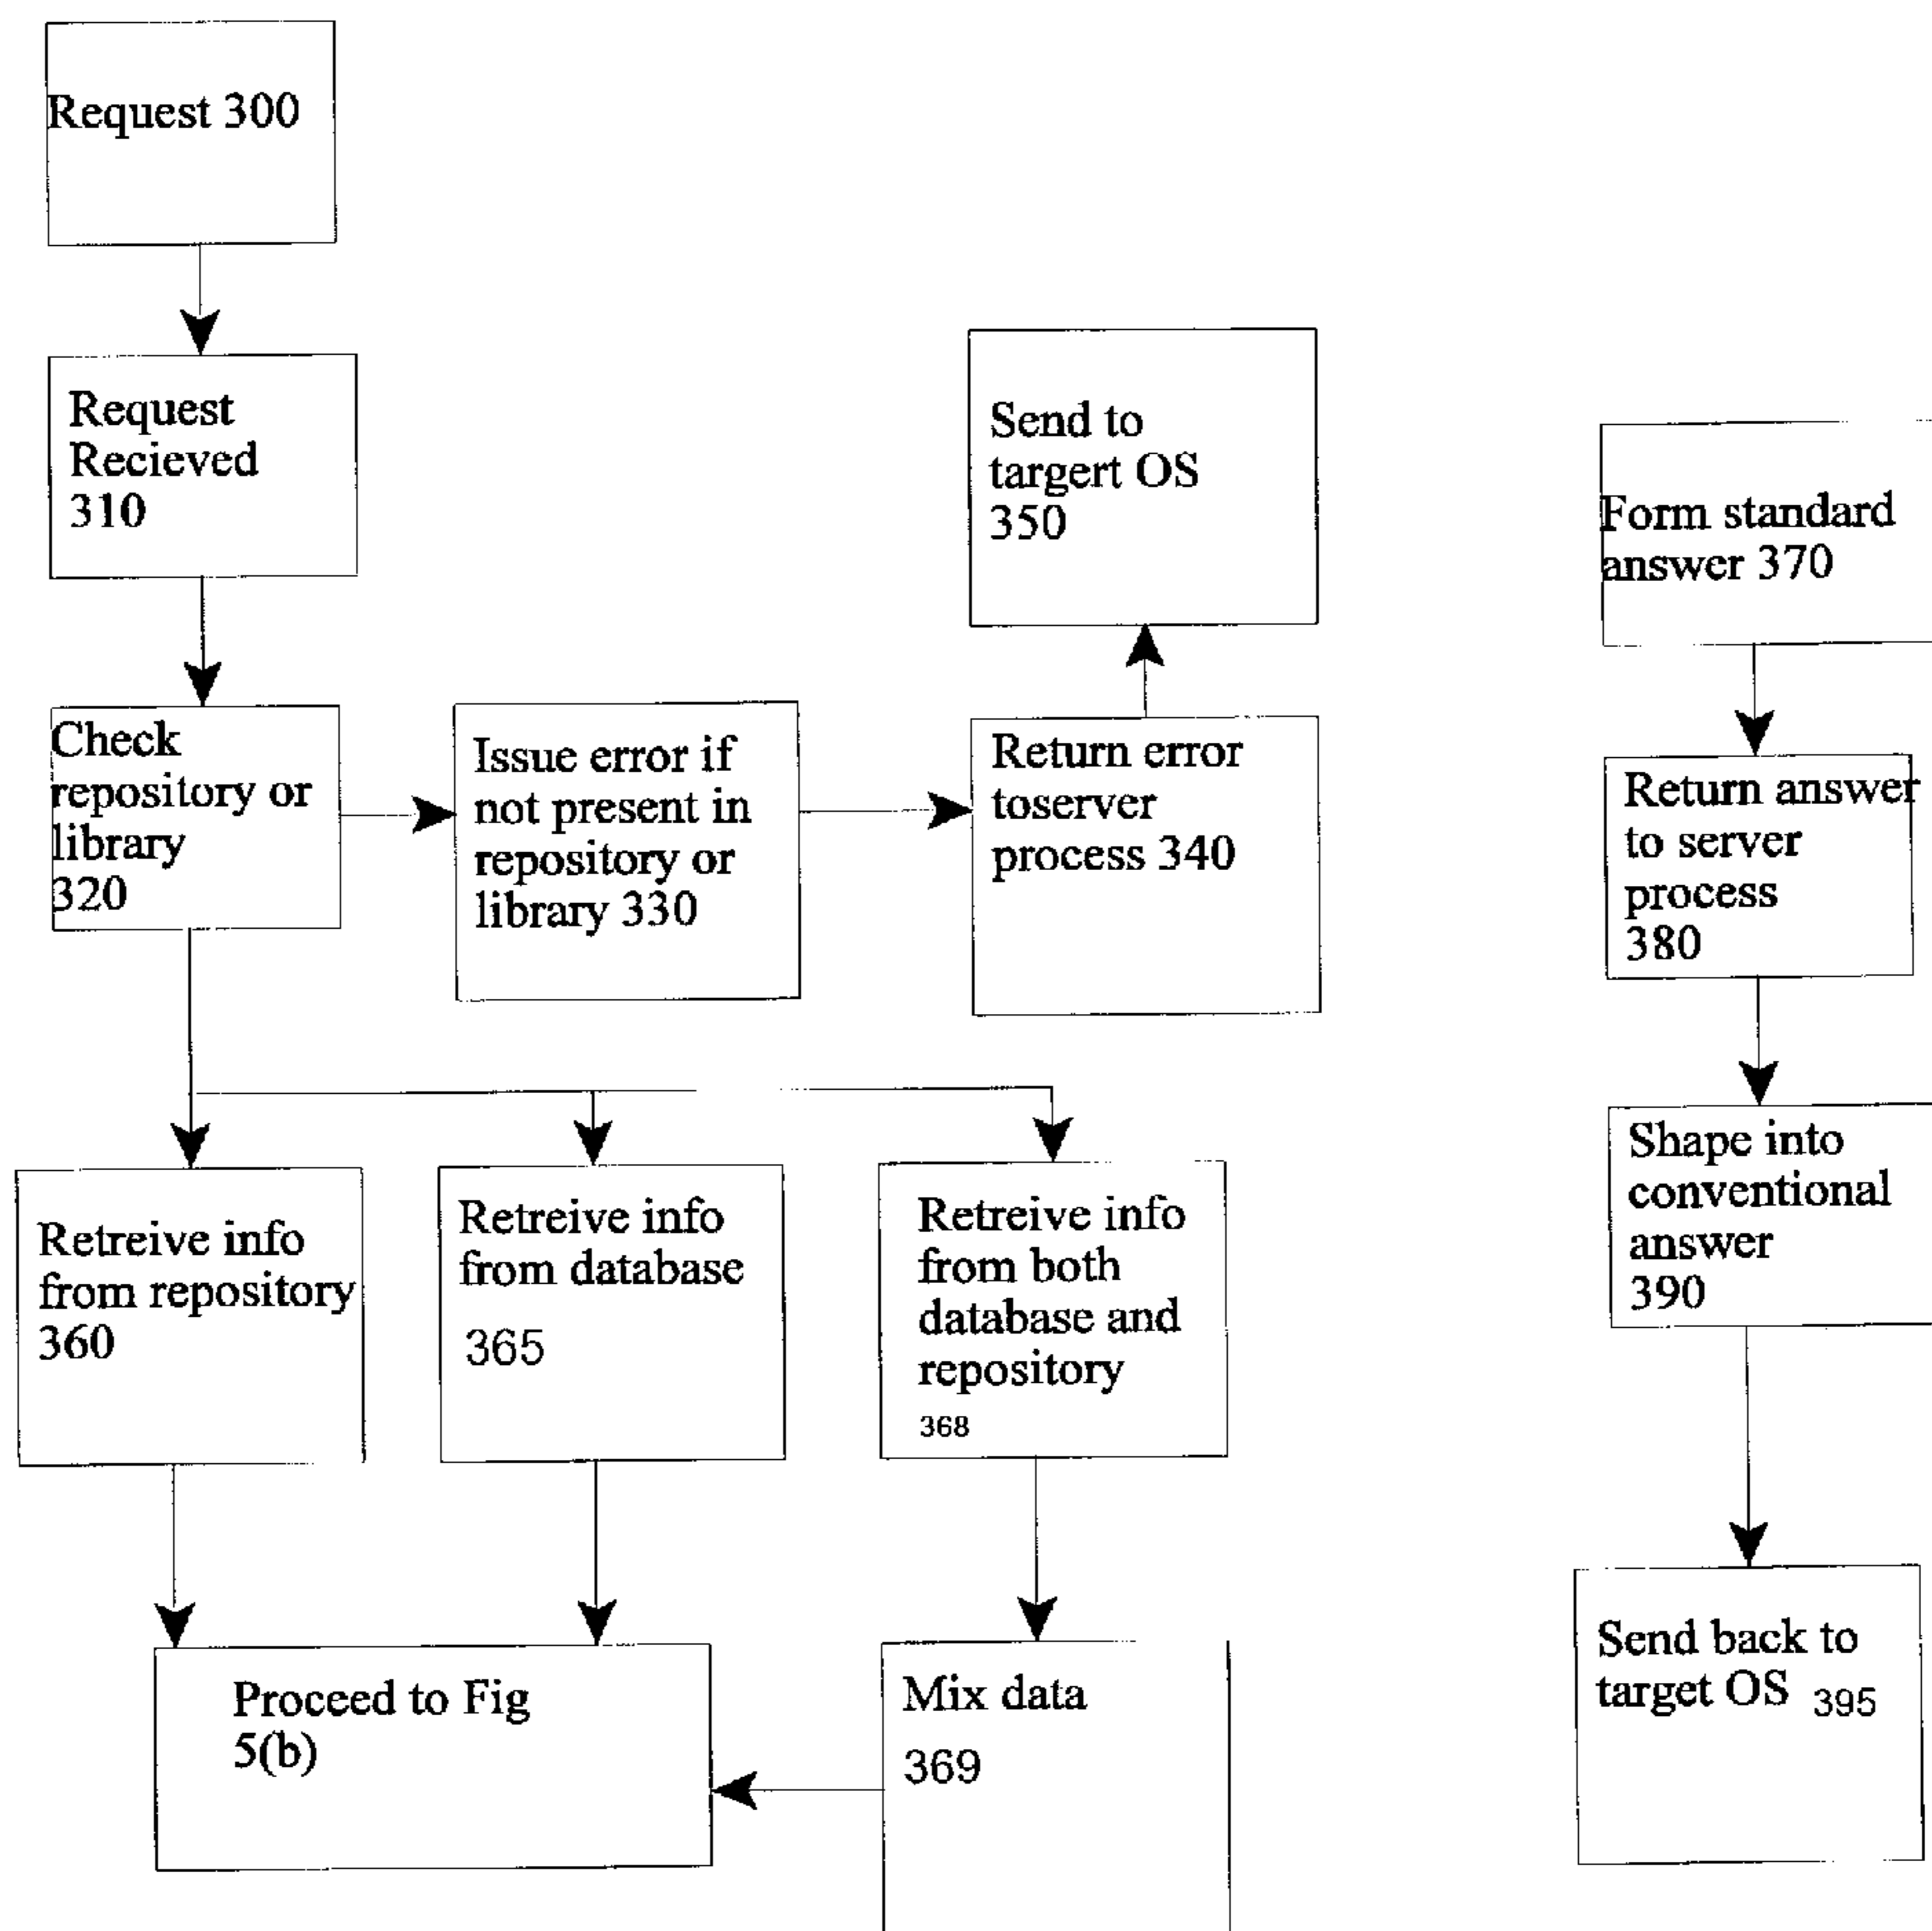 Request 300
Request
Recieved
310
Check
repository or
library
320
Issue error if
not present in
repository or
library 330
Return error
toserver
process 340
Send to
targert OS
350
Retreive info
from repository
360
Retreive info
from database
365
Retreive info
from both
database and
repository
368
Proceed to Fig
5(b)
Mix data
369
Form standard
answer 370
Return answer
to server
process
380
Shape into
conventional
answer
390
Send back to
target OS 395